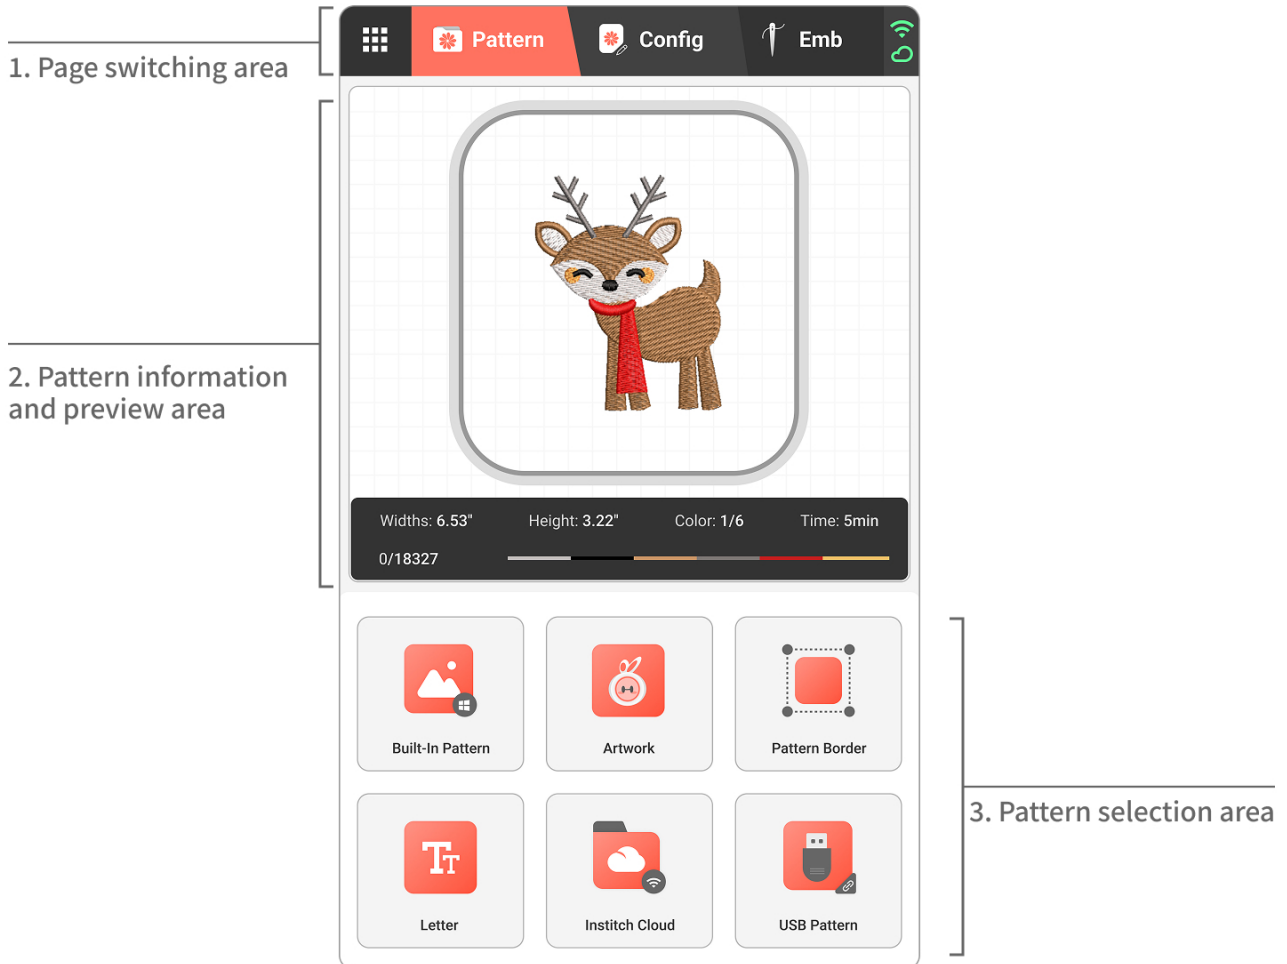 Pattern
Config
Emb
1. Page switching area
2. Pattern information
and preview area
Widths: 6.53"
Height: 3.22"
Color: 1/6
Time: 5min
0/18327
Built-In Pattern
Artwork
Pattern Border
3. Pattern selection area
TT
Letter
Institch Cloud
USB Pattern